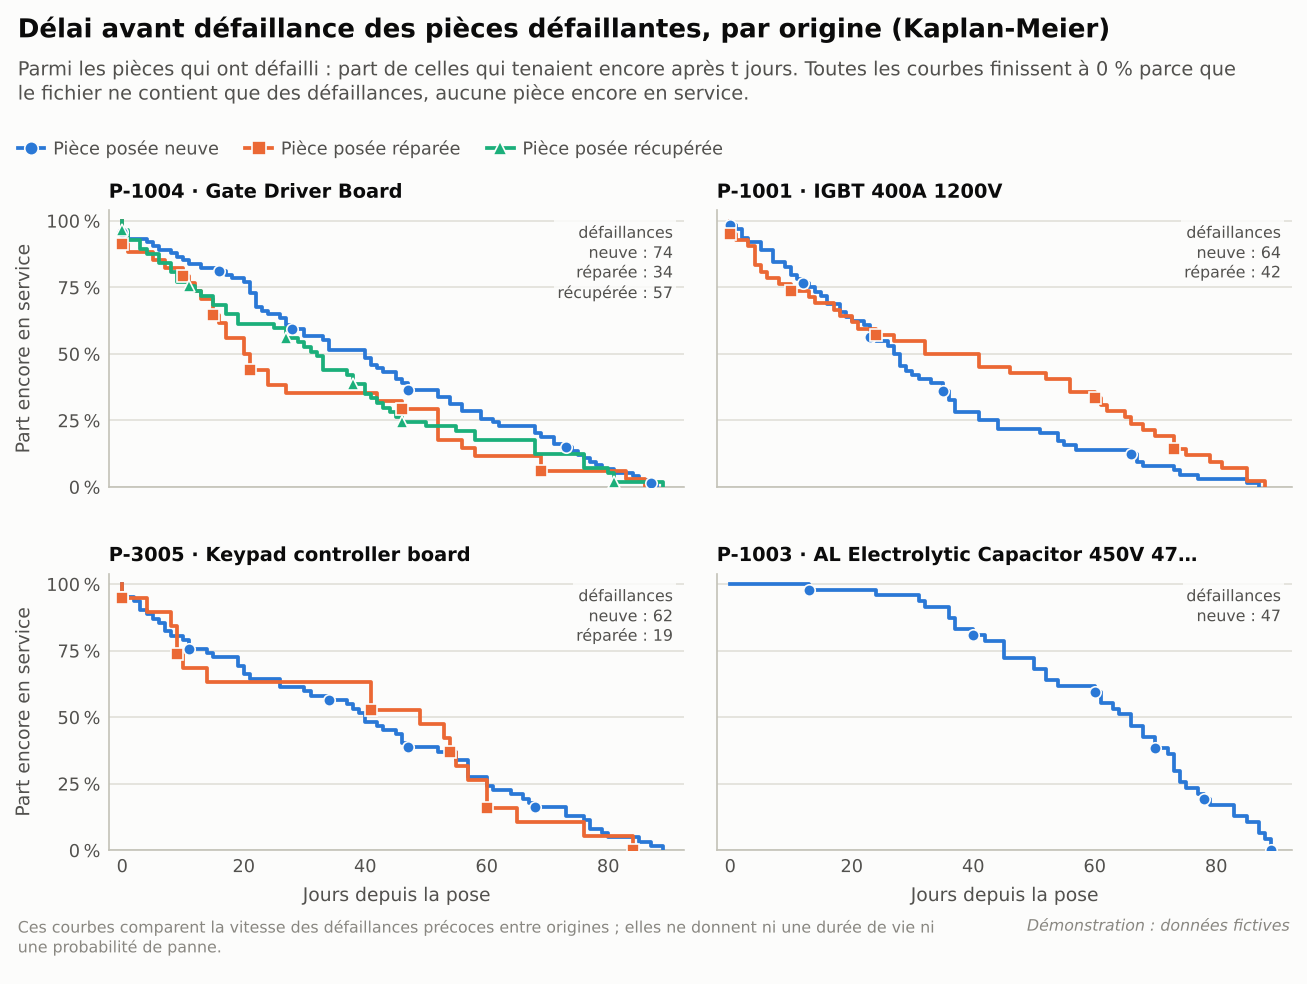 Délai avant défaillance des pièces défaillantes, par origine (Kaplan-Meier)
Parmi les pièces qui ont défailli : part de celles qui tenaient encore après t jours. Toutes les courbes finissent à 0 % parce que
le fichier ne contient que des défaillances, aucune pièce encore en service.
Pièce posée neuve
Pièce posée réparée
Pièce posée récupérée
P-1004 · Gate Driver Board
Part encore en service
100 %
75 %
50 %
25 %
0 %
défaillances
neuve : 74
réparée : 34
récupérée : 57
P-1001 · IGBT 400A 1200V
défaillances
neuve : 64
réparée : 42
P-3005 · Keypad controller board
Part encore en service
100 %
75 %
50 %
25 %
0 %
défaillances
neuve : 62
réparée : 19
0 20 40 60 80
Jours depuis la pose
P-1003 · AL Electrolytic Capacitor 450V 47…
défaillances
neuve : 47
0 20 40 60 80
Jours depuis la pose
Ces courbes comparent la vitesse des défaillances précoces entre origines ; elles ne donnent ni une durée de vie ni
une probabilité de panne.
Démonstration : données fictives